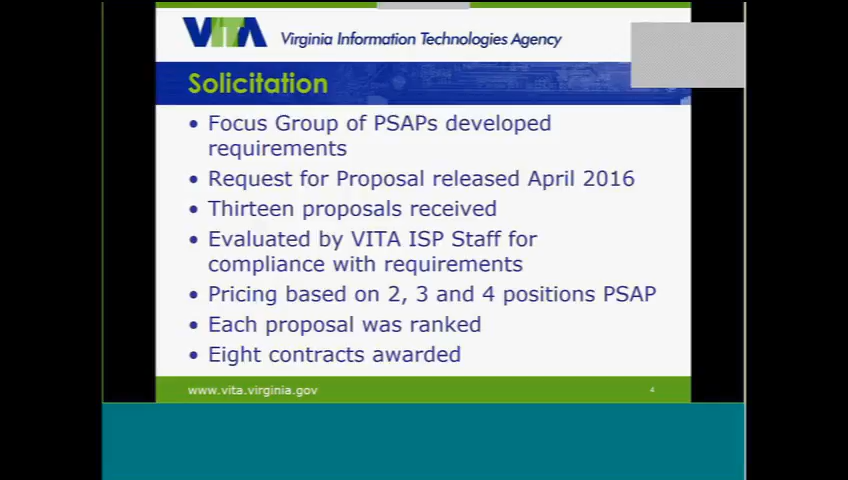 VITA Virginia Information Technologies Agency
Solicitation
• Focus Group of PSAPs developed
requirements
• Request for Proposal released April 2016
• Thirteen proposals received
• Evaluated by VITA ISP Staff for
compliance with requirements
• Pricing based on 2, 3 and 4 positions PSAP
• Each proposal was ranked
• Eight contracts awarded
www.vita.virginia.gov 4